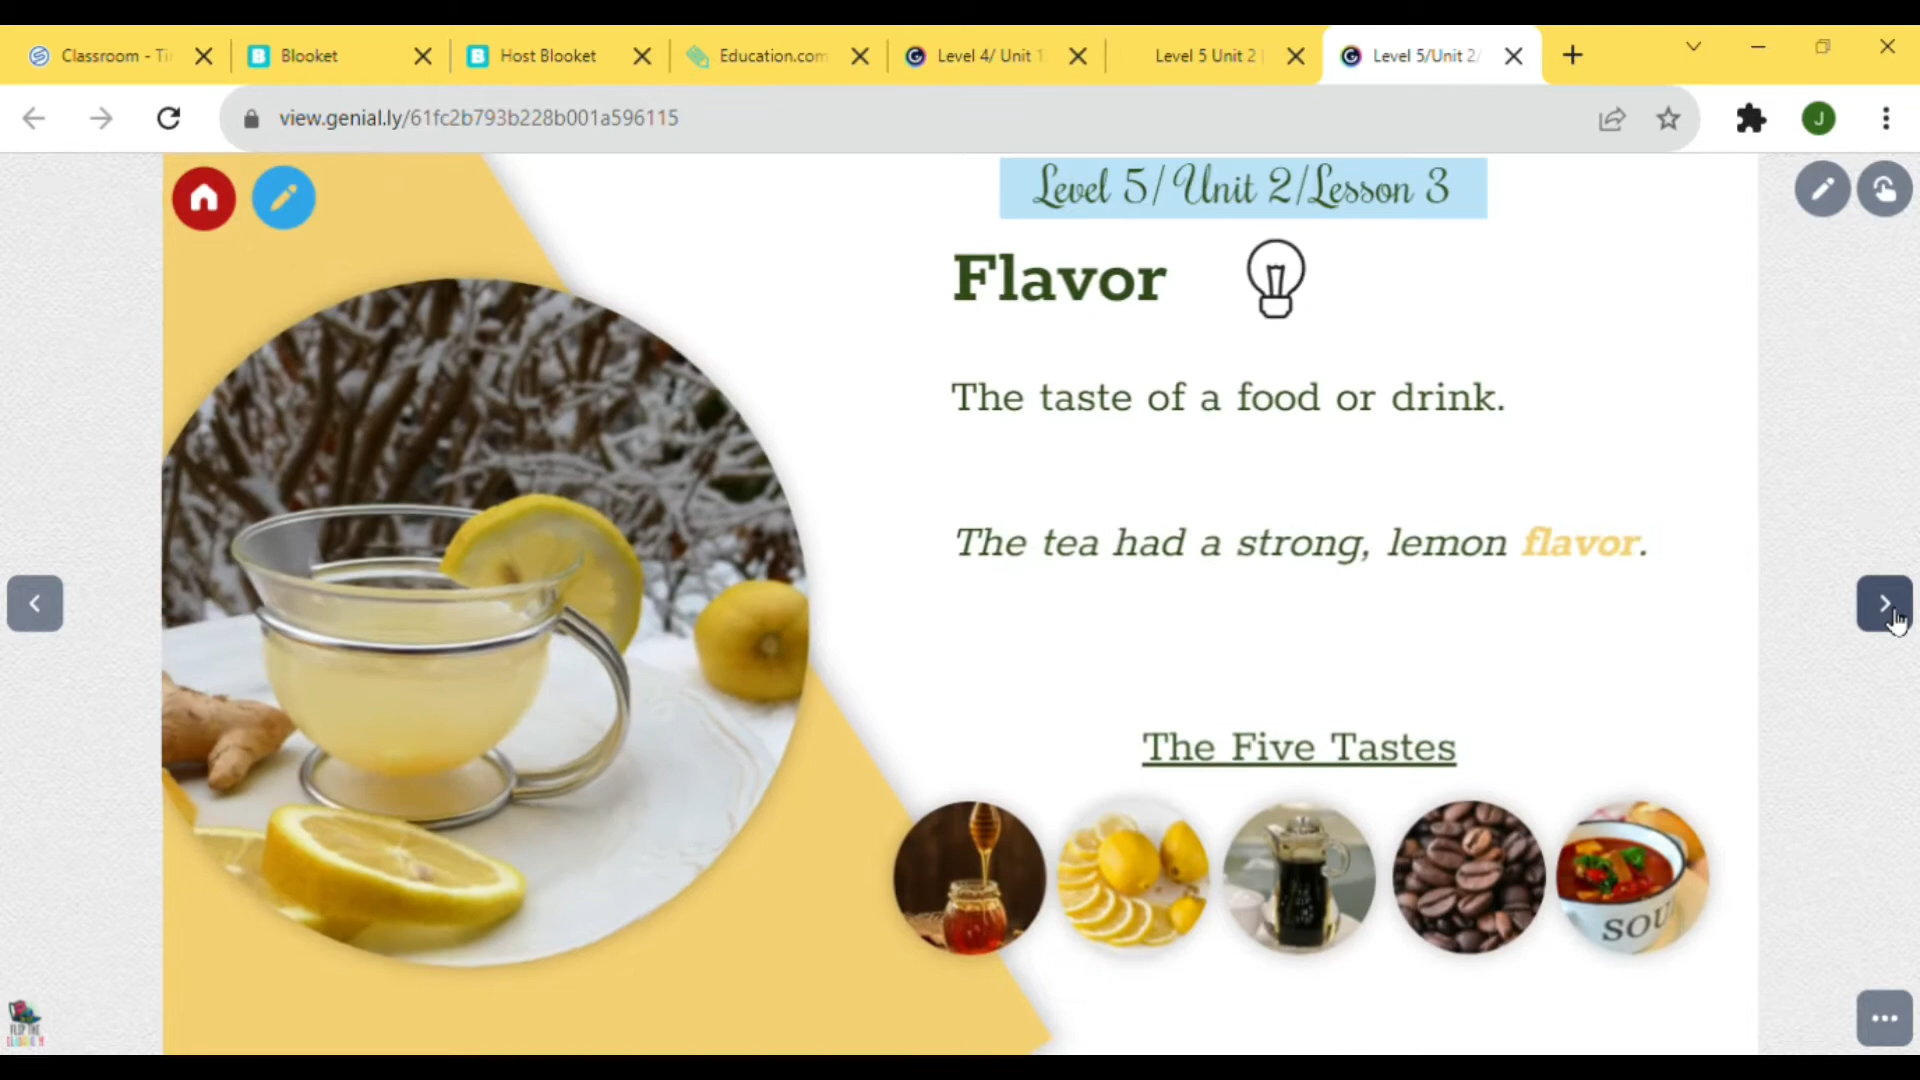 Classroom - Ti
Blooket
Host Blooket
Education.com
Level 4/ Unit 1
Level 5 Unit 2
Level 5/Unit 2/
view.genial.ly/61fc2b793b228b001a596115
J
Level 5/Unit 2/Lesson 3
Flavor
The taste of a food or drink.
The tea had a strong, lemon flavor.
The Five Tastes
SOU
FLIP THE